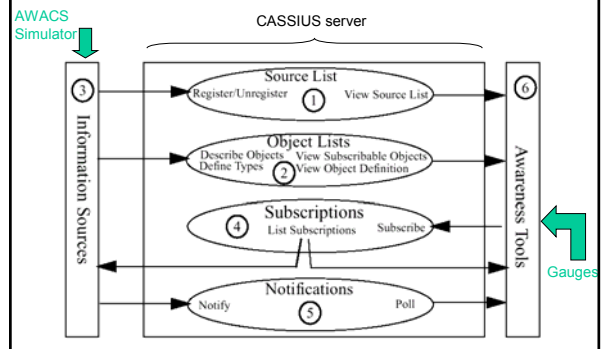 AWACS
Simulator
CASSIUS server
3
Information Sources
Source List
Register/Unregister View Source List
1
Object Lists
Describe Objects View Subscribable Objects
Define Types View Object Definition
2
Subscriptions
4 List Subscriptions Subscribe
Notifications
Notify Poll
5
6
Awareness Tools
Gauges